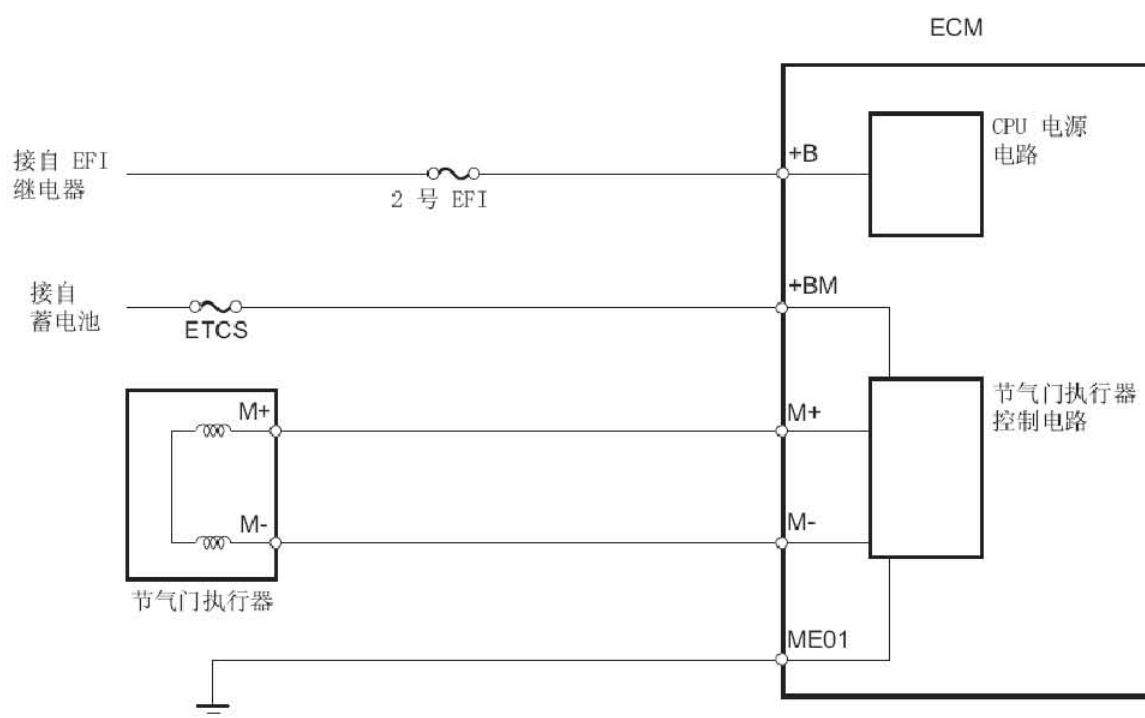 ECM
CPU 电源
电路
+B
接自 EFI
继电器
2 号 EFI
+BM
接自
蓄电池
ETCS
节气门执行器
控制电路
M+
M+
M-
M-
节气门执行器
ME01